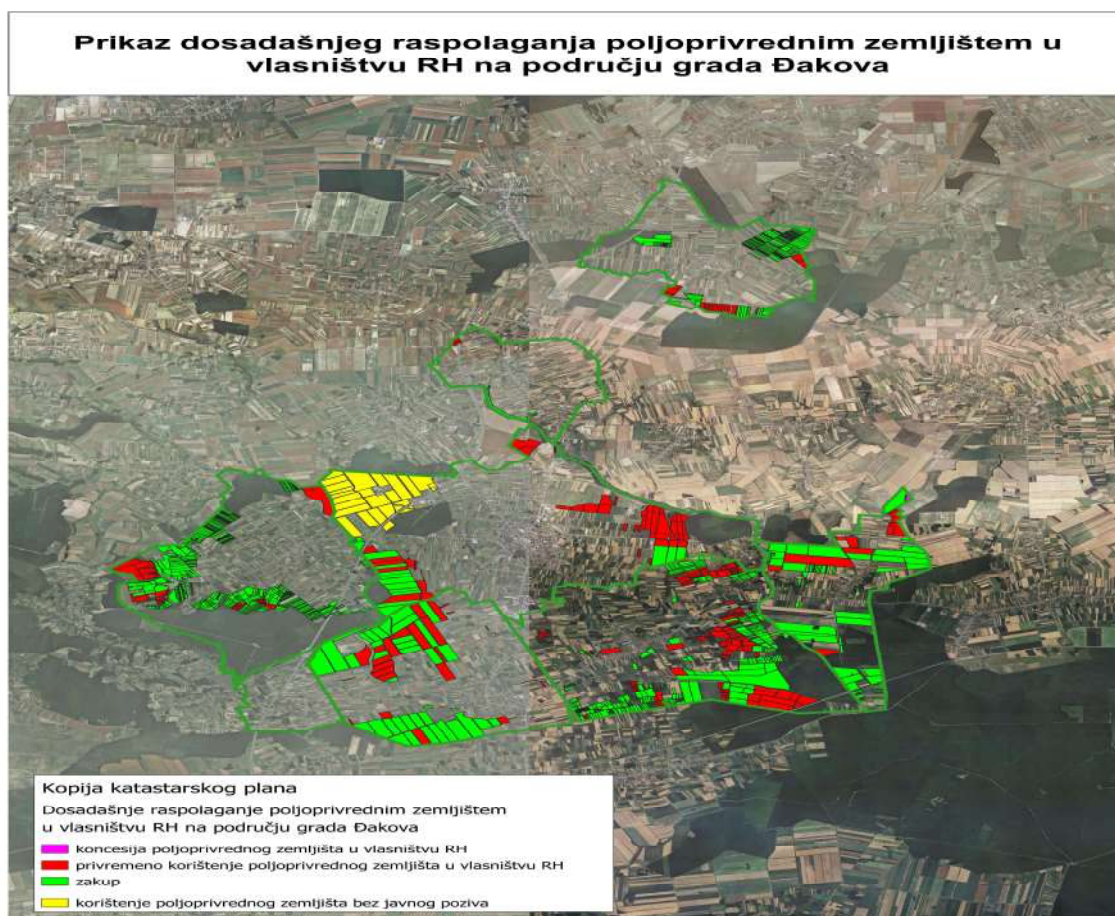 Prikaz dosadašnjeg raspolaganja poljoprivrednim zemljištem u
vlasništvu RH na području grada Đakova
Kopija katastarskog plana
Dosadašnje raspolaganje poljoprivrednim zemljištem
u vlasništvu RH na području grada Đakova
koncesija poljoprivrednog zemljišta u vlasništvu RH
privremeno korištenje poljoprivrednog zemljišta u vlasništvu RH
zakup
korištenje poljoprivrednog zemljišta bez javnog poziva